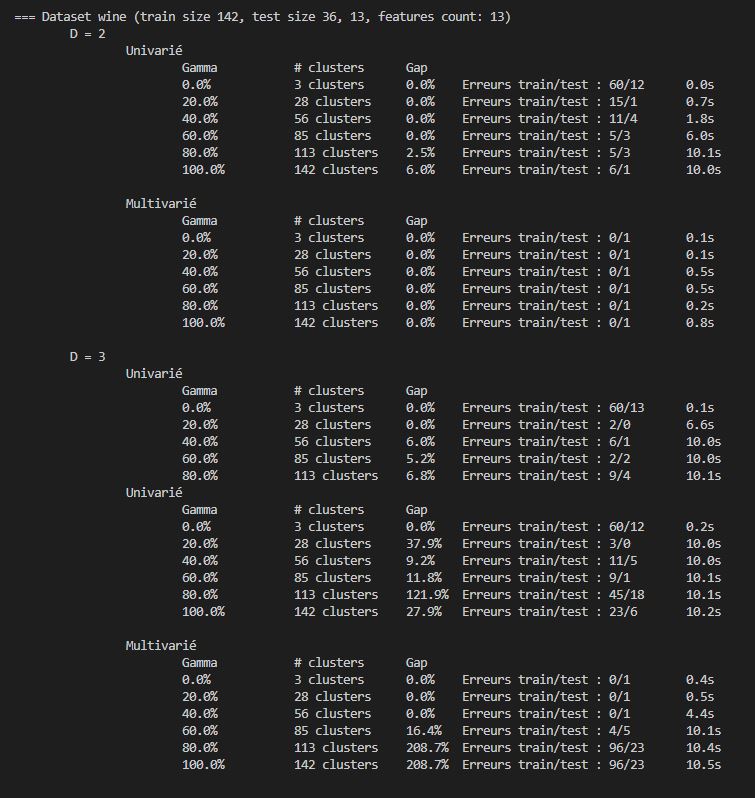 === Dataset wine (train size 142, test size 36, 13, features count: 13)
D = 2
Univarié
Gamma # clusters Gap
0.0% 3 clusters 0.0% Erreurs train/test : 60/12 0.0s
20.0% 28 clusters 0.0% Erreurs train/test : 15/1 0.7s
40.0% 56 clusters 0.0% Erreurs train/test : 11/4 1.8s
60.0% 85 clusters 0.0% Erreurs train/test : 5/3 6.0s
80.0% 113 clusters 2.5% Erreurs train/test : 5/3 10.1s
100.0% 142 clusters 6.0% Erreurs train/test : 6/1 10.0s
Multivarié
Gamma # clusters Gap
0.0% 3 clusters 0.0% Erreurs train/test : 0/1 0.1s
20.0% 28 clusters 0.0% Erreurs train/test : 0/1 0.1s
40.0% 56 clusters 0.0% Erreurs train/test : 0/1 0.5s
60.0% 85 clusters 0.0% Erreurs train/test : 0/1 0.5s
80.0% 113 clusters 0.0% Erreurs train/test : 0/1 0.2s
100.0% 142 clusters 0.0% Erreurs train/test : 0/1 0.8s
D = 3
Univarié
Gamma # clusters Gap
0.0% 3 clusters 0.0% Erreurs train/test : 60/13 0.1s
20.0% 28 clusters 0.0% Erreurs train/test : 2/0 6.6s
40.0% 56 clusters 6.0% Erreurs train/test : 6/1 10.0s
60.0% 85 clusters 5.2% Erreurs train/test : 2/2 10.0s
80.0% 113 clusters 6.8% Erreurs train/test : 9/4 10.1s
Univarié
Gamma # clusters Gap
0.0% 3 clusters 0.0% Erreurs train/test : 60/12 0.2s
20.0% 28 clusters 37.9% Erreurs train/test : 3/0 10.0s
40.0% 56 clusters 9.2% Erreurs train/test : 11/5 10.0s
60.0% 85 clusters 11.8% Erreurs train/test : 9/1 10.1s
80.0% 113 clusters 121.9% Erreurs train/test : 45/18 10.1s
100.0% 142 clusters 27.9% Erreurs train/test : 23/6 10.2s
Multivarié
Gamma # clusters Gap
0.0% 3 clusters 0.0% Erreurs train/test : 0/1 0.4s
20.0% 28 clusters 0.0% Erreurs train/test : 0/1 0.5s
40.0% 56 clusters 0.0% Erreurs train/test : 0/1 4.4s
60.0% 85 clusters 16.4% Erreurs train/test : 4/5 10.1s
80.0% 113 clusters 208.7% Erreurs train/test : 96/23 10.4s
100.0% 142 clusters 208.7% Erreurs train/test : 96/23 10.5s